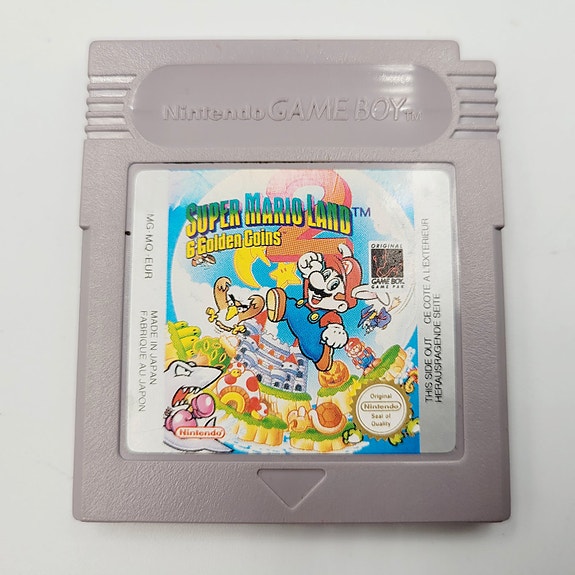 Nintendo GAME BOY TM
SUPER MARIO LAND 2 TM
6 Golden Coins
ORIGINAL
GAME BOY
GAME PAK
MG-MQ-EUR
MADE IN JAPAN
FABRIQUE AU JAPON
THIS SIDE OUT CE COTE A L'EXTERIEUR
HERAUSRAGENDE SEITE
Nintendo
Original
Nintendo
Seal of
Quality